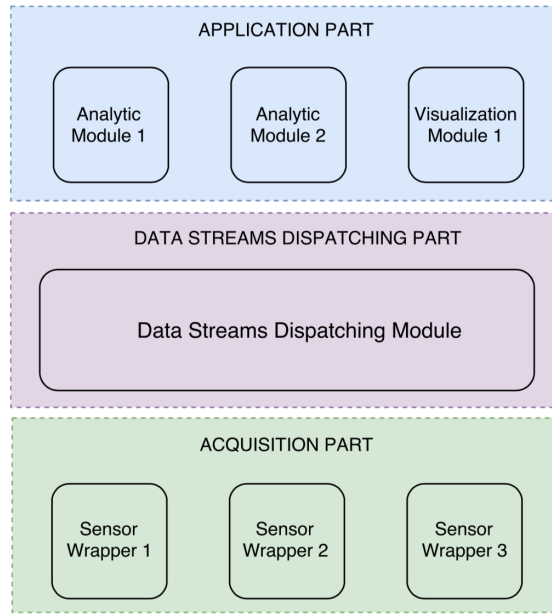 APPLICATION PART
Analytic
Module 1
Analytic
Module 2
Visualization
Module 1
DATA STREAMS DISPATCHING PART
Data Streams Dispatching Module
ACQUISITION PART
Sensor
Wrapper 1
Sensor
Wrapper 2
Sensor
Wrapper 3